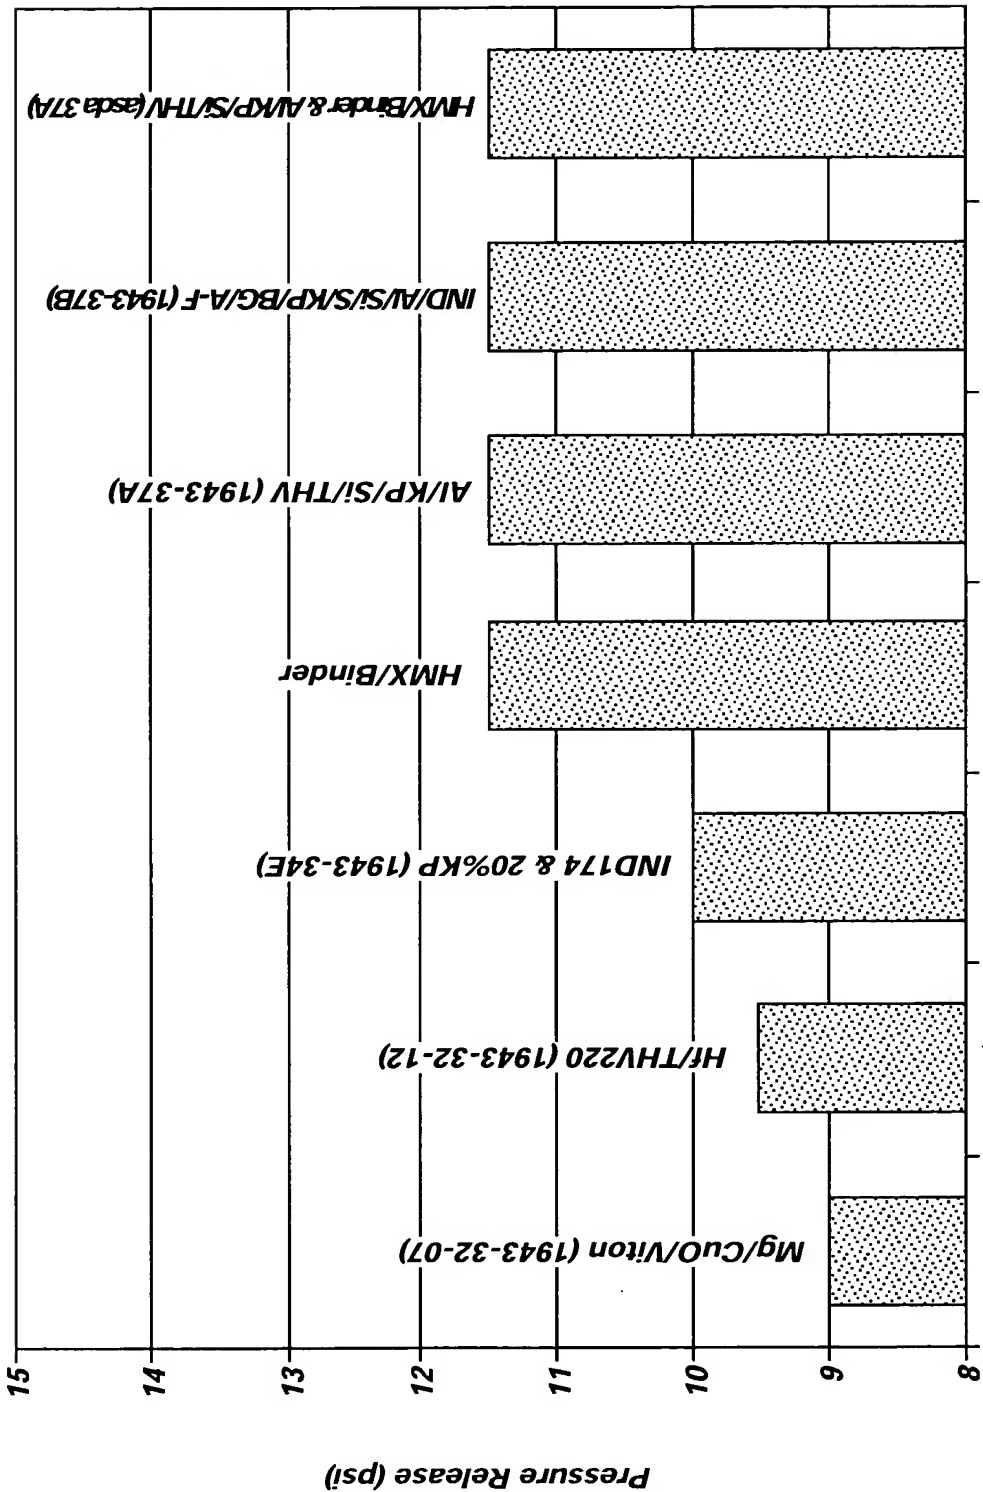 Pressure Release (psi)
15
14
13
12
11
10
9
8
Mg/CuO/Viton (1943-32-07)
Hf/THV220 (1943-32-12)
IND174 & 20%KP (1943-34E)
HMX/Binder
Al/KP/Si/THV (1943-37A)
IND/Al/Si/S/KP/BG/A-F (1943-37B)
HMX/Binder & Al/KP/Si/THV (asda 37A)